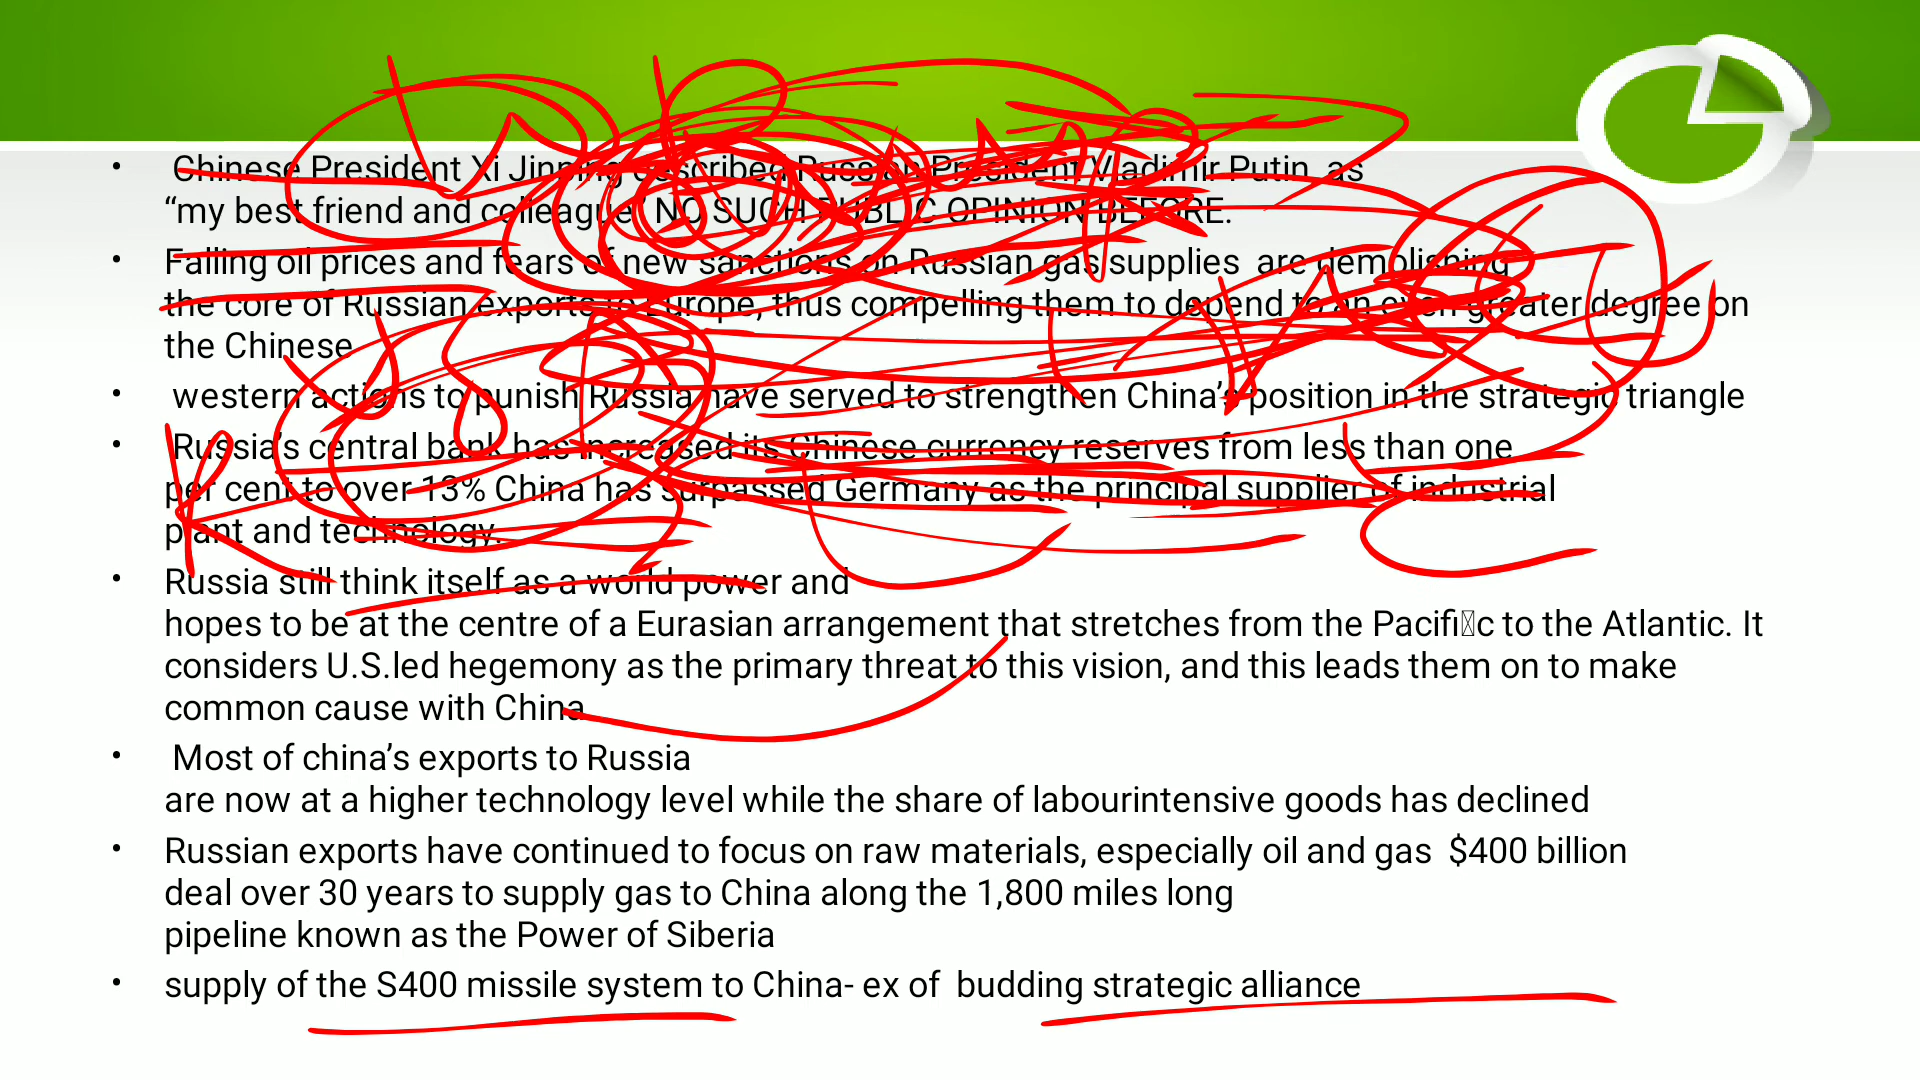 • Chinese President Xi Jinping described Russian President Vladimir Putin as
“my best friend and colleague” NO SUCH PUBLIC OPINION BEFORE.
• Falling oil prices and fears of new sanctions on Russian gas supplies are demolishing
the core of Russian exports to Europe, thus compelling them to depend to an even greater degree on
the Chinese
• western actions to punish Russia have served to strengthen China’s position in the strategic triangle
• Russia’s central bank has increased its Chinese currency reserves from less than one
per cent to over 13% China has surpassed Germany as the principal supplier of industrial
plant and technology.
• Russia still think itself as a world power and
hopes to be at the centre of a Eurasian arrangement that stretches from the Pacific to the Atlantic. It
considers U.S.led hegemony as the primary threat to this vision, and this leads them on to make
common cause with China
• Most of china’s exports to Russia
are now at a higher technology level while the share of labourintensive goods has declined
• Russian exports have continued to focus on raw materials, especially oil and gas $400 billion
deal over 30 years to supply gas to China along the 1,800 miles long
pipeline known as the Power of Siberia
• supply of the S400 missile system to China- ex of budding strategic alliance